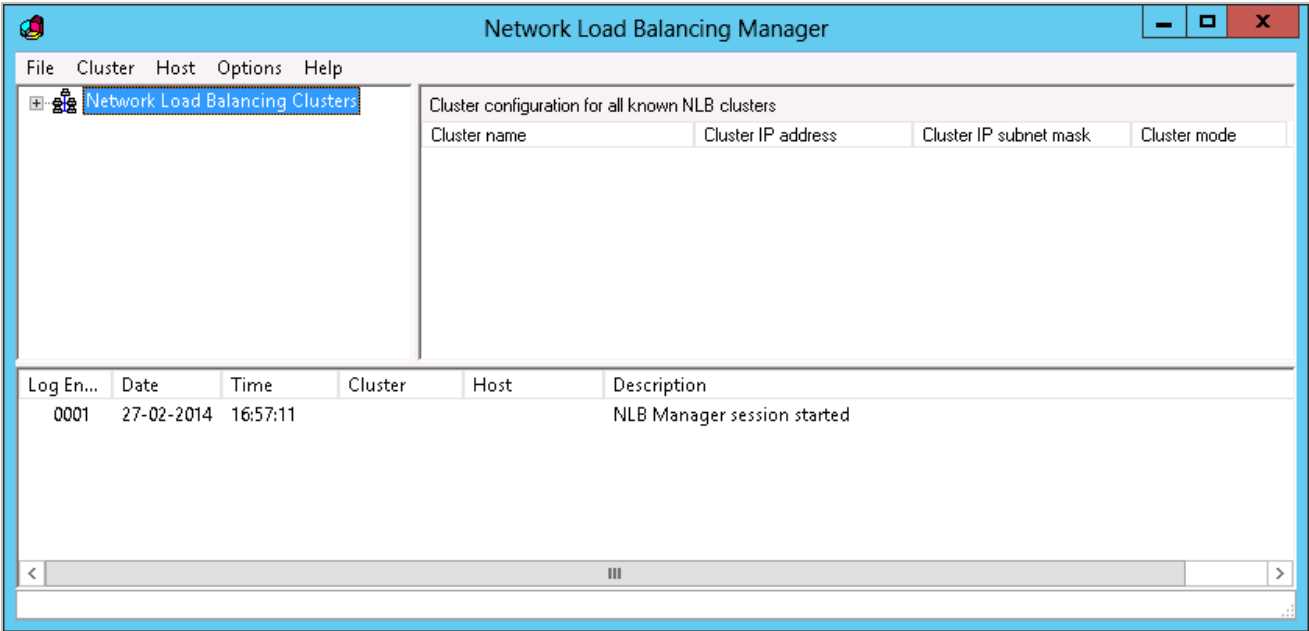 Network Load Balancing Manager
File Cluster Host Options Help
Network Load Balancing Clusters
Cluster configuration for all known NLB clusters
Cluster name Cluster IP address Cluster IP subnet mask Cluster mode
Log En... Date Time Cluster Host Description
0001 27-02-2014 16:57:11 NLB Manager session started